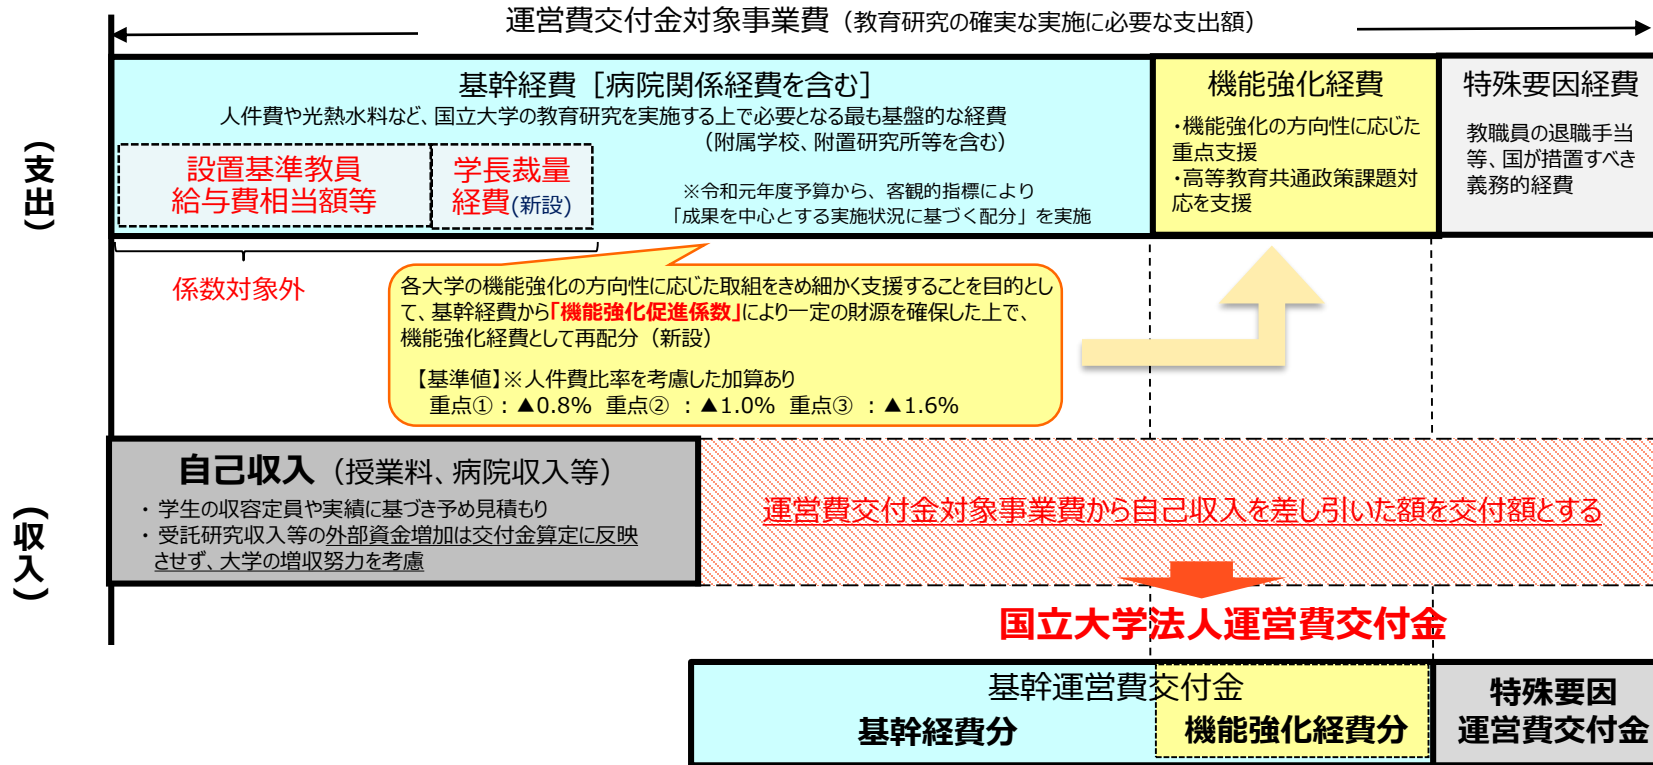 運営費交付金対象事業費（教育研究の確実な実施に必要な支出額）
（支出）
基幹経費［病院関係経費を含む］
人件費や光熱水料など、国立大学の教育研究を実施する上で必要となる最も基盤的な経費
（附属学校、附置研究所等を含む）
設置基準教員
給与費相当額等
学長裁量
経費(新設)
※令和元年度予算から、客観的指標により
「成果を中心とする実施状況に基づく配分」を実施
機能強化経費
・機能強化の方向性に応じた
重点支援
・高等教育共通政策課題対
応を支援
特殊要因経費
教職員の退職手当
等、国が措置すべき
義務的経費
係数対象外
各大学の機能強化の方向性に応じた取組をきめ細かく支援することを目的とし
て、基幹経費から「機能強化促進係数」により一定の財源を確保した上で、
機能強化経費として再配分（新設）
【基準値】※人件費比率を考慮した加算あり
重点①：▲0.8% 重点②：▲1.0% 重点③：▲1.6%
（収入）
自己収入（授業料、病院収入等）
・ 学生の収容定員や実績に基づき予め見積もり
・ 受託研究収入等の外部資金増加は交付金算定に反映
させず、大学の増収努力を考慮
運営費交付金対象事業費から自己収入を差し引いた額を交付額とする
国立大学法人運営費交付金
基幹運営費交付金
基幹経費分
機能強化経費分
特殊要因
運営費交付金